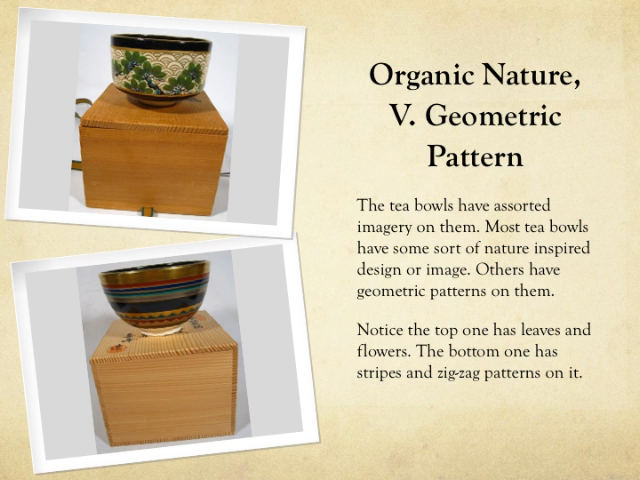 Organic Nature,
V. Geometric
Pattern
The tea bowls have assorted
imagery on them. Most tea bowls
have some sort of nature inspired
design or image. Others have
geometric patterns on them.
Notice the top one has leaves and
flowers. The bottom one has
stripes and zig-zag patterns on it.